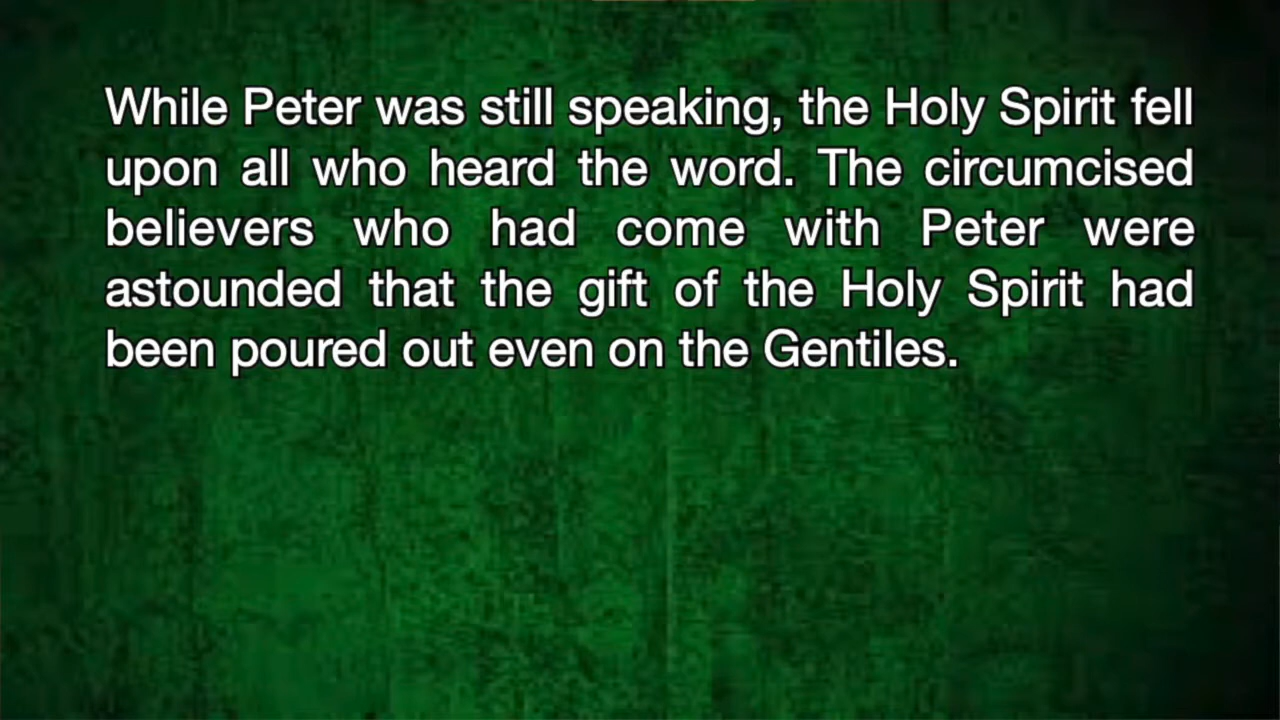 While Peter was still speaking, the Holy Spirit fell
upon all who heard the word. The circumcised
believers who had come with Peter were
astounded that the gift of the Holy Spirit had
been poured out even on the Gentiles.